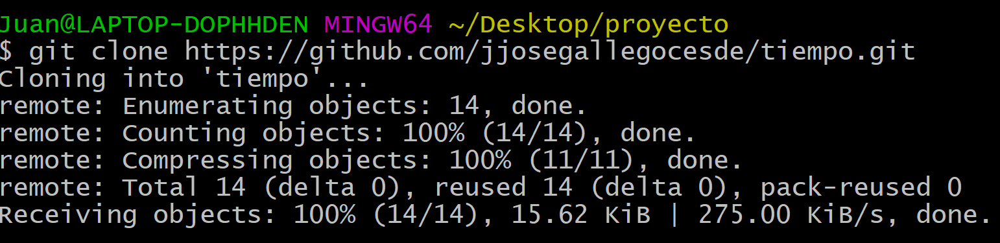 Juan@LAPTOP-DOPHHDEN MINGW64 ~/Desktop/proyecto
$ git clone https://github.com/jjosegallegocesde/tiempo.git
Cloning into 'tiempo'...
remote: Enumerating objects: 14, done.
remote: Counting objects: 100% (14/14), done.
remote: Compressing objects: 100% (11/11), done.
remote: Total 14 (delta 0), reused 14 (delta 0), pack-reused 0
Receiving objects: 100% (14/14), 15.62 KiB | 275.00 KiB/s, done.